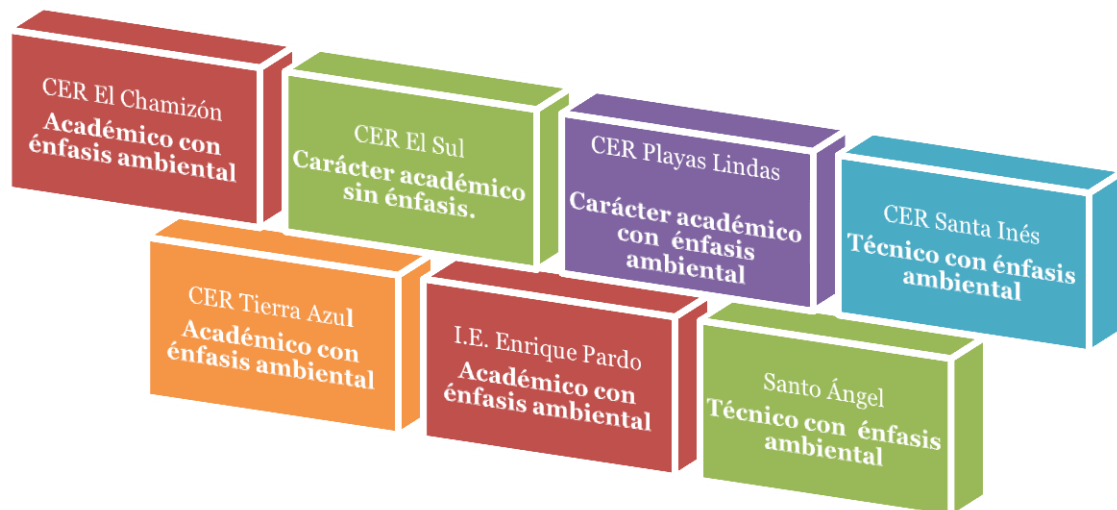 CER El Chamizón
Académico con
énfasis ambiental
CER El Sul
Carácter académico
sin énfasis.
CER Playas Lindas
Carácter académico
con énfasis
ambiental
CER Santa Inés
Técnico con énfasis
ambiental
CER Tierra Azul
Académico con
énfasis ambiental
I.E. Enrique Pardo
Académico con
énfasis ambiental
Santo Ángel
Técnico con énfasis
ambiental